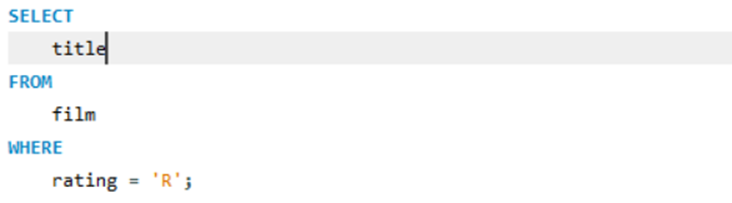 SELECT
title
FROM
film
WHERE
rating = 'R';